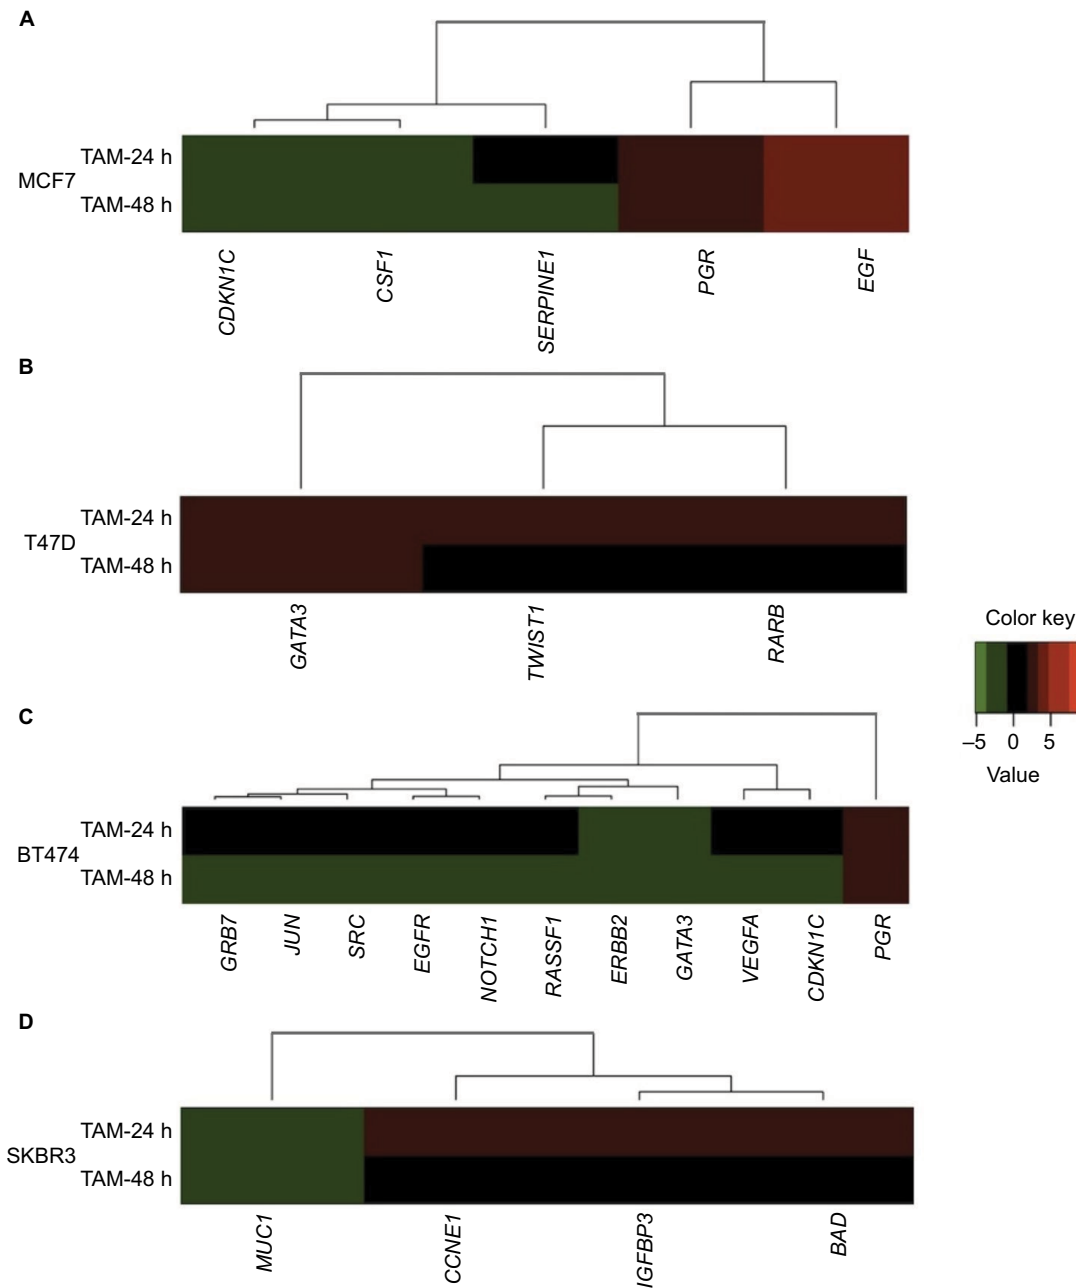 A
MCF7
TAM-24 h
TAM-48 h
CDKN1C
CSF1
SERPINE1
PGR
EGF
B
T47D
TAM-24 h
TAM-48 h
GATA3
TWIST1
RARB
Color key
–5 0 5
Value
C
BT474
TAM-24 h
TAM-48 h
GRB7
JUN
SRC
EGFR
NOTCH1
RASSF1
ERBB2
GATA3
VEGFA
CDKN1C
PGR
D
SKBR3
TAM-24 h
TAM-48 h
MUC1
CCNE1
IGFBP3
BAD